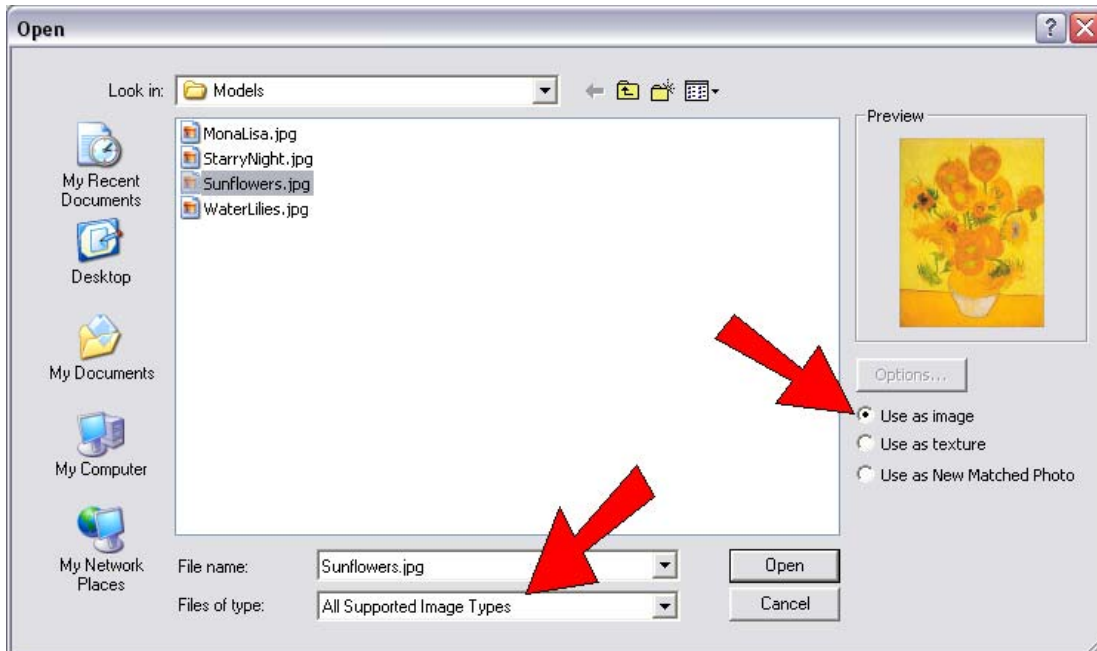 Open
Look in: Models
MonaLisa.jpg
StarryNight.jpg
Sunflowers.jpg
WaterLilies.jpg
My Recent
Documents
Desktop
My Documents
My Computer
My Network
Places
Preview
Options...
Use as image
Use as texture
Use as New Matched Photo
File name: Sunflowers.jpg Open
Files of type: All Supported Image Types Cancel